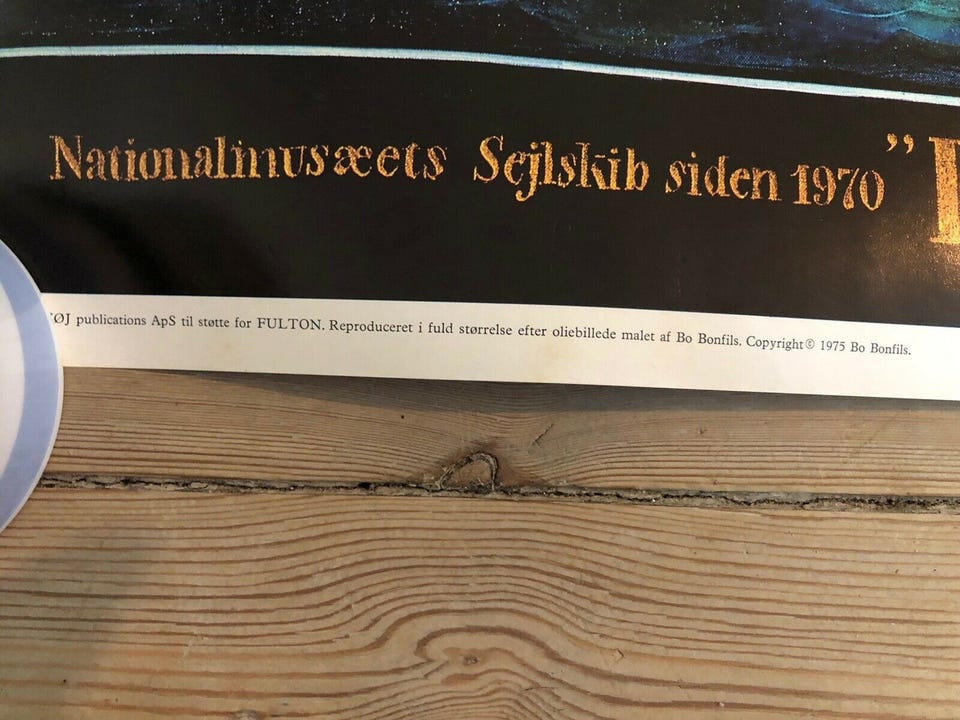 Nationalmusæets Sejlskib siden 1970 ”
ØJ publications ApS til støtte for FULTON. Reproduceret i fuld størrelse efter oliebillede malet af Bo Bonfils. Copyright © 1975 Bo Bonfils.